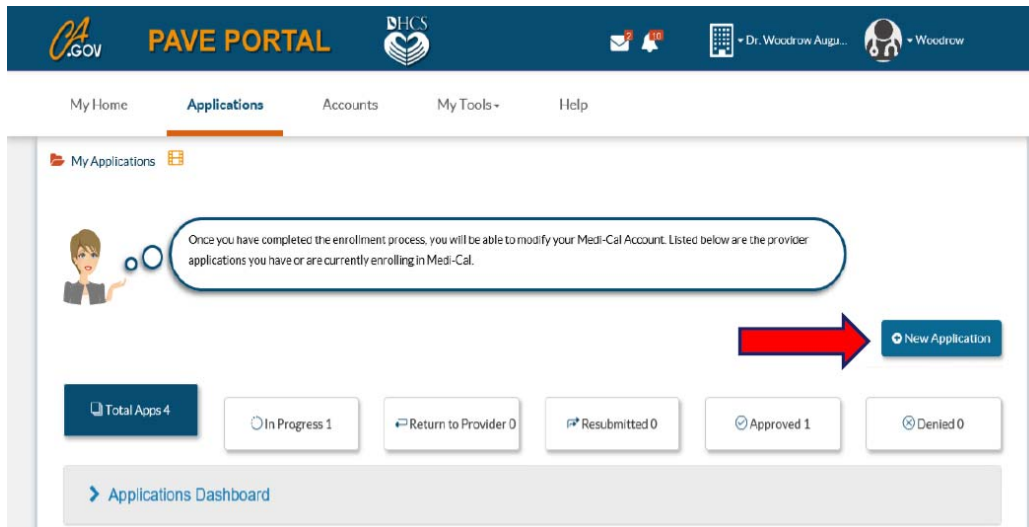 CA.GOV PAVE PORTAL DHCS 2 10 Dr. Woodrow Augu... Woodrow
My Home Applications Accounts My Tools Help
My Applications
Once you have completed the enrollment process, you will be able to modify your Medi-Cal Account. Listed below are the provider
applications you have or are currently enrolling in Medi-Cal.
New Application
Total Apps 4 In Progress 1 Return to Provider 0 Resubmitted 0 Approved 1 Denied 0
Applications Dashboard